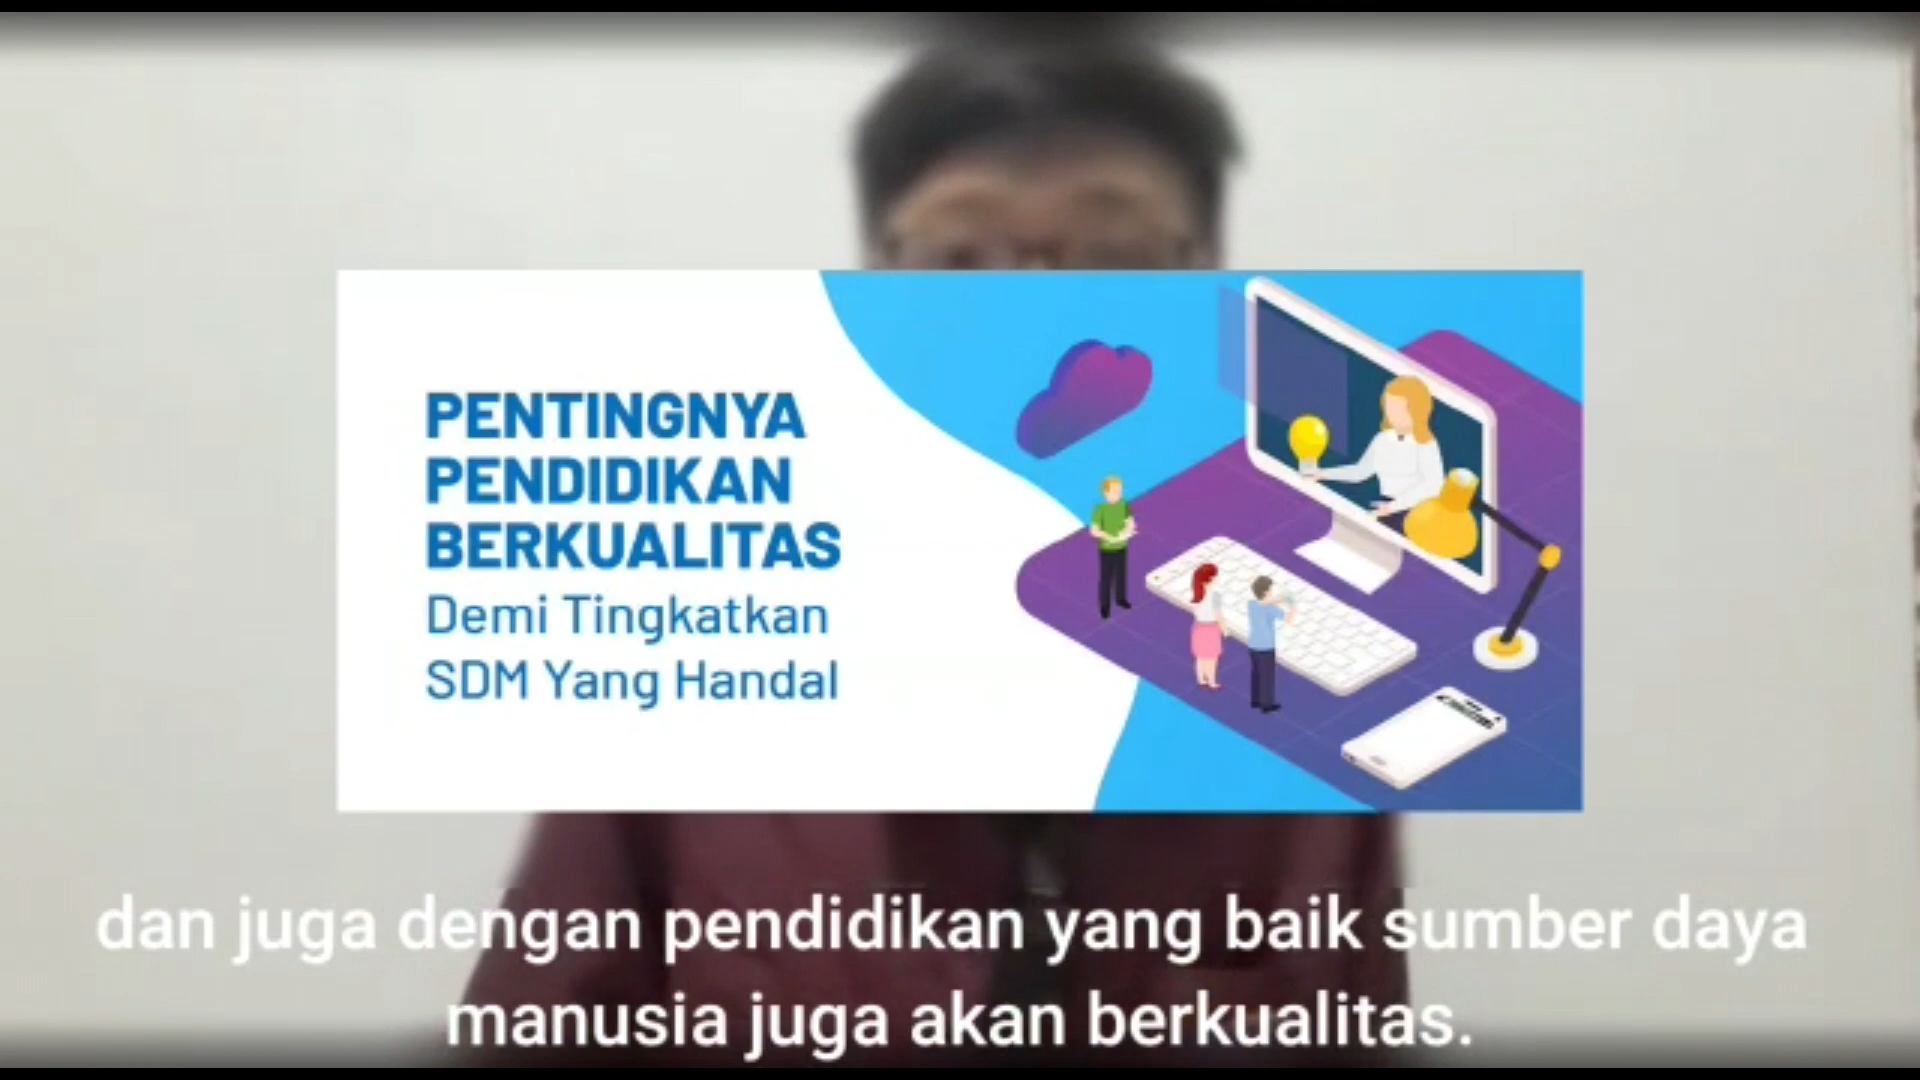 PENTINGNYA
PENDIDIKAN
BERKUALITAS
Demi Tingkatkan
SDM Yang Handal
dan juga dengan pendidikan yang baik sumber daya
manusia juga akan berkualitas.